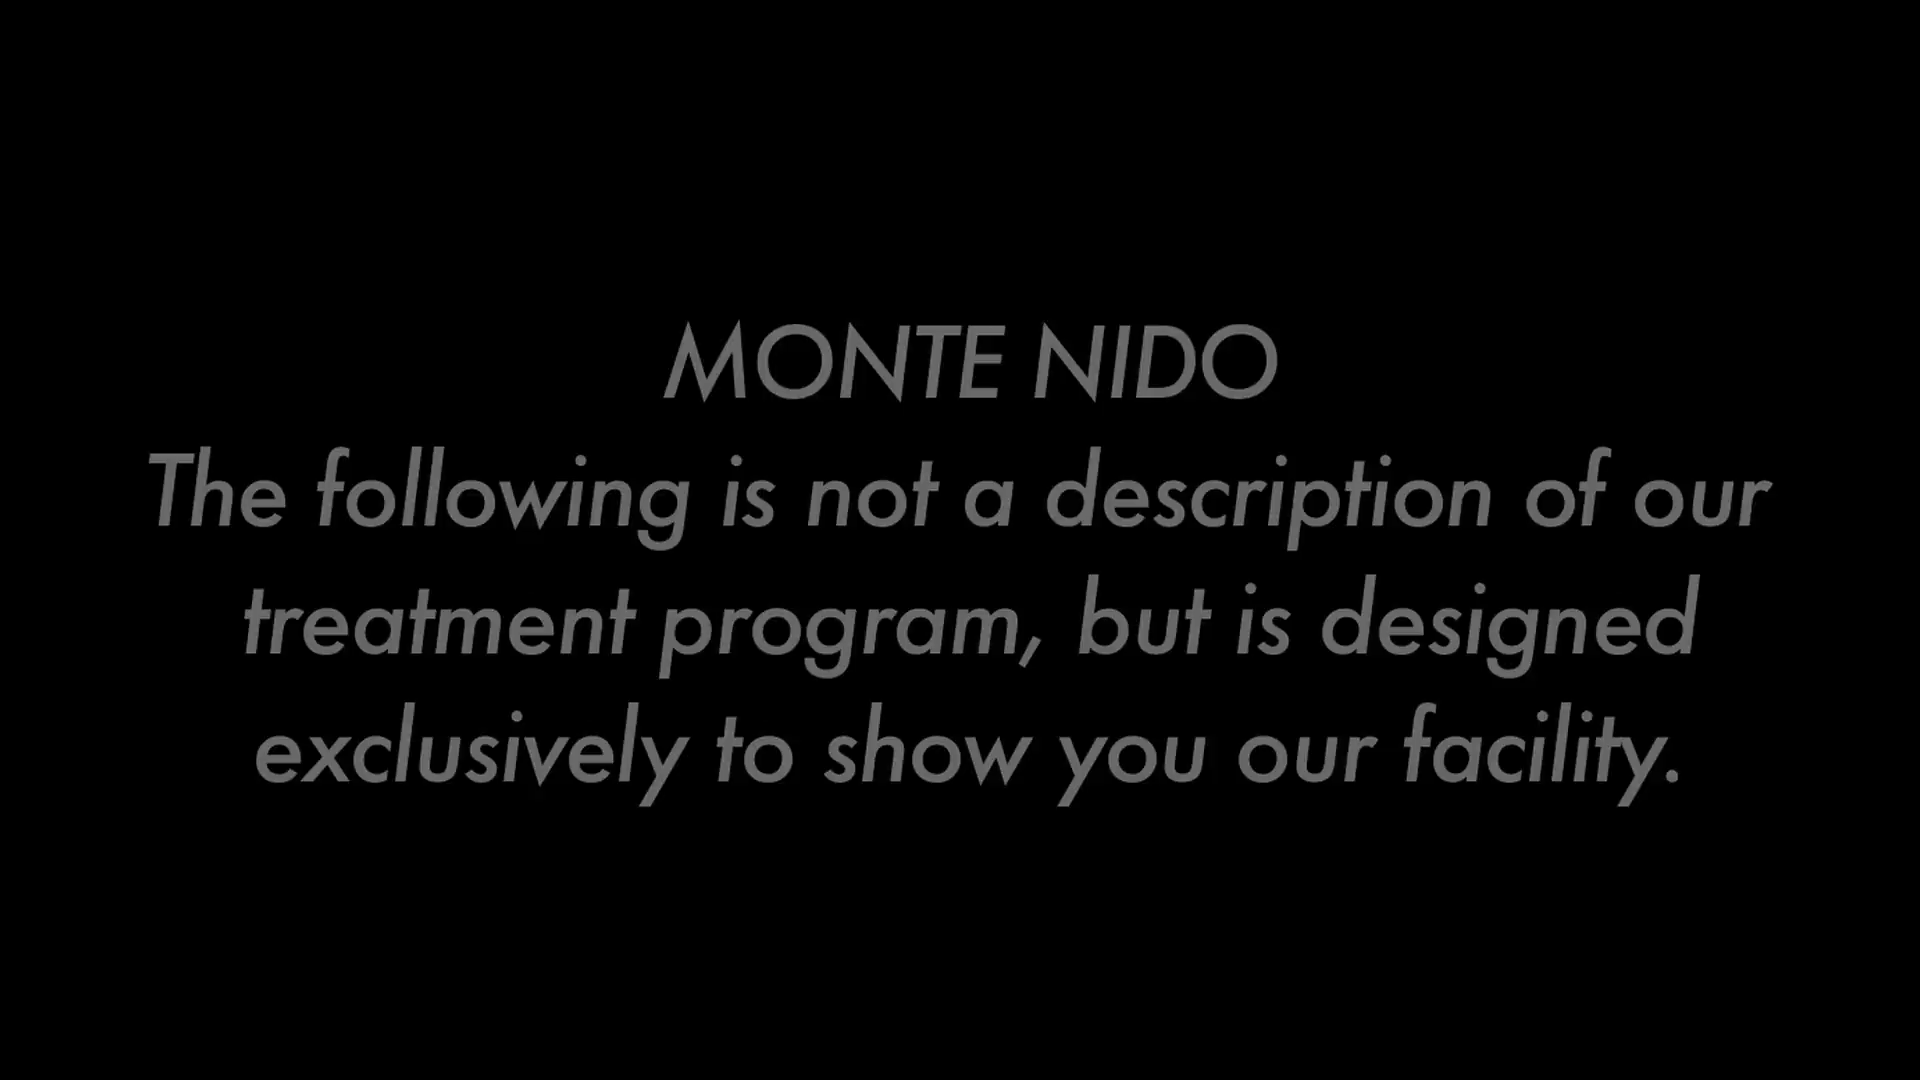 MONTE NIDO
The following is not a description of our
treatment program, but is designed
exclusively to show you our facility.